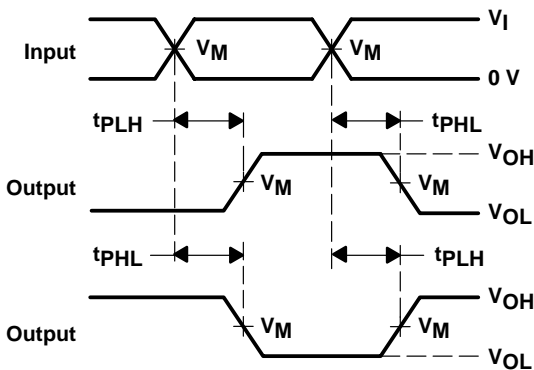 VI
Input VM VM
0 V
tPLH tPHL
VOH
Output VM VM
VOL
tPHL tPLH
VOH
Output VM VM
VOL